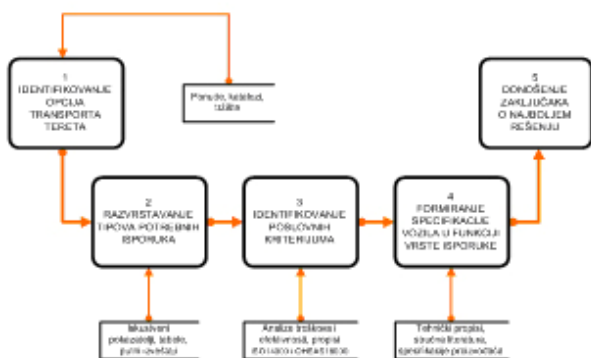 1
IDENTIFIKOVANJE
OPCIJA
TRANSPORTA
TERETA
Ponude, katalozi,
5
DONOŠENJE
ZAKLJUČAKA
O NAJBOLJEM
REŠENJU
2
RAZVRSTAVANJE
TIPOVA POTREBNIH
ISPORUKA
3
IDENTIFIKOVANJE
POSLOVNIH
KRITERIJUMA
4
FORMIRANJE
SPECIFIKACIJE
VOZILA U FUNKCIJI
VRSTE ISPORUKE
Iskustveni
pokazatelji, tabele,
putni izveštaji
Analiza troškova i
efektivnosti, propisi
Tehnički propisi,
stručna literatura,
specifikacije proizvođača